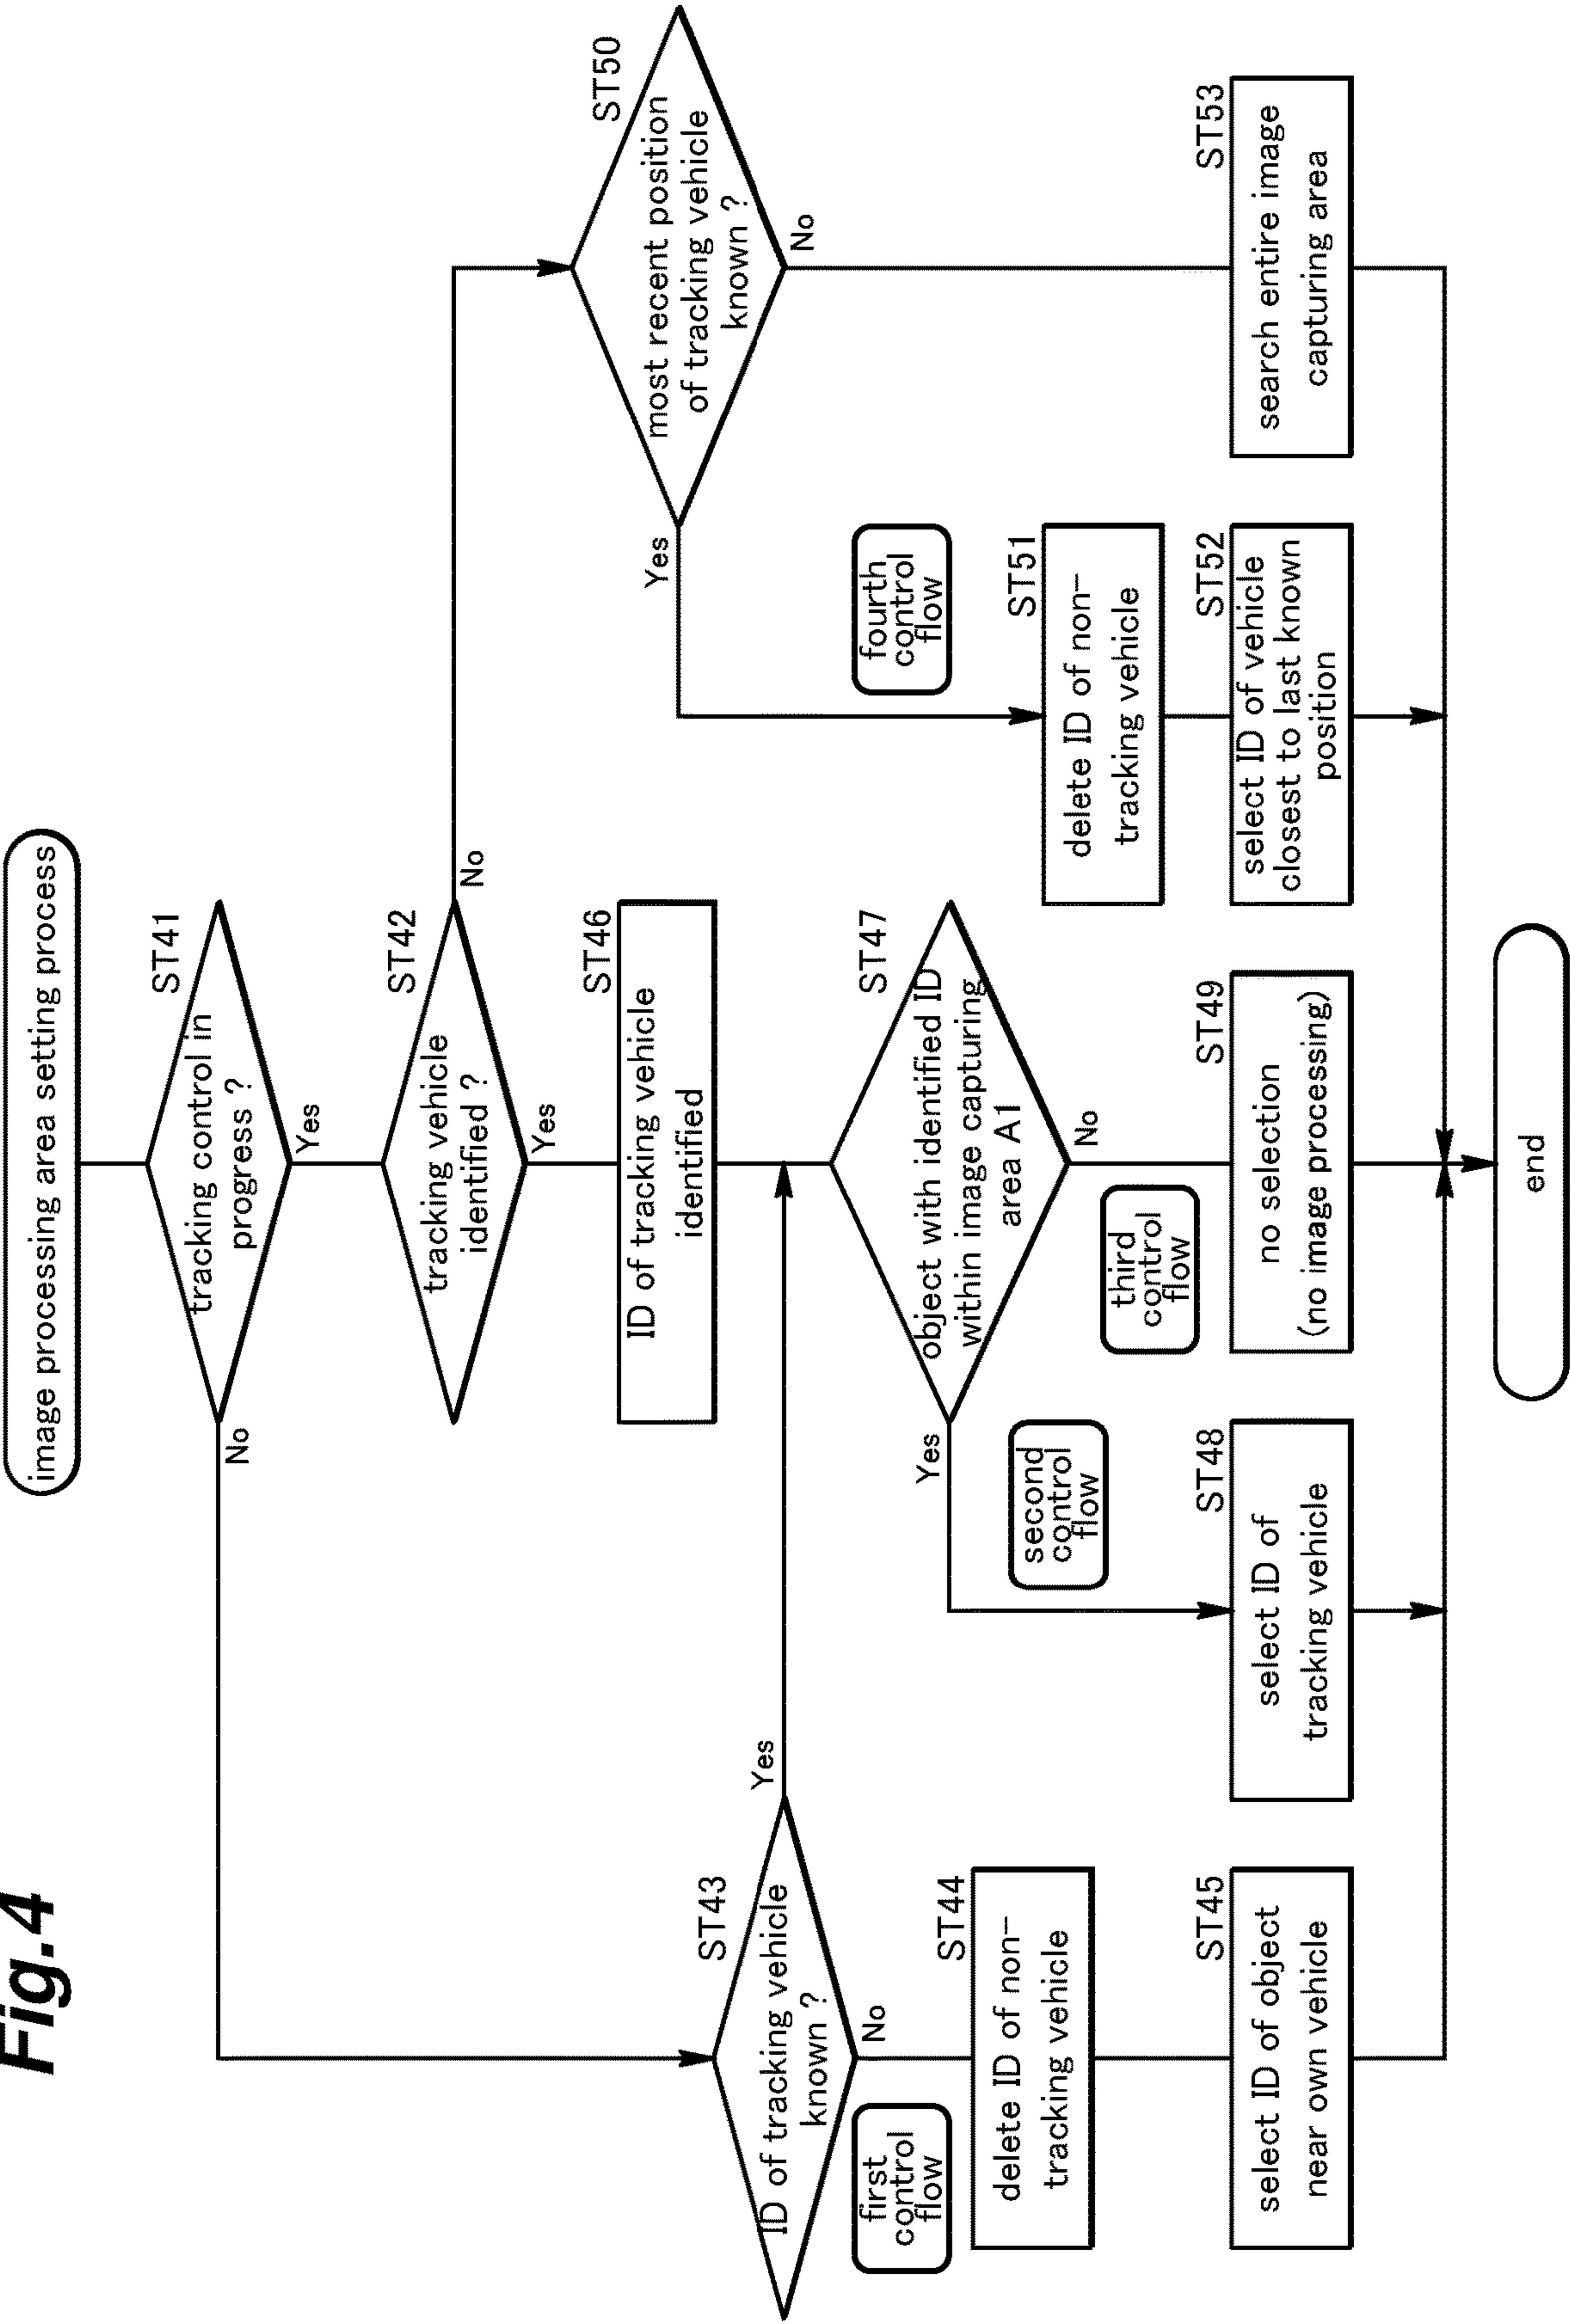 Fig.4
image processing area setting process
ST41
tracking control in
progress ?
No
Yes
ST42
tracking vehicle
identified ?
No
Yes
ST46
ID of tracking vehicle
identified
ST50
most recent position
of tracking vehicle
known ?
Yes
No
ST43
ID of tracking vehicle
known ?
Yes
No
first
control
flow
ST44
delete ID of non-
tracking vehicle
ST45
select ID of object
near own vehicle
ST47
object with identified ID
within image capturing
area A1
Yes
No
second
control
flow
ST48
select ID of
tracking vehicle
third
control
flow
ST49
no selection
(no image processing)
fourth
control
flow
ST51
delete ID of non-
tracking vehicle
ST52
select ID of vehicle
closest to last known
position
ST53
search entire image
capturing area
end